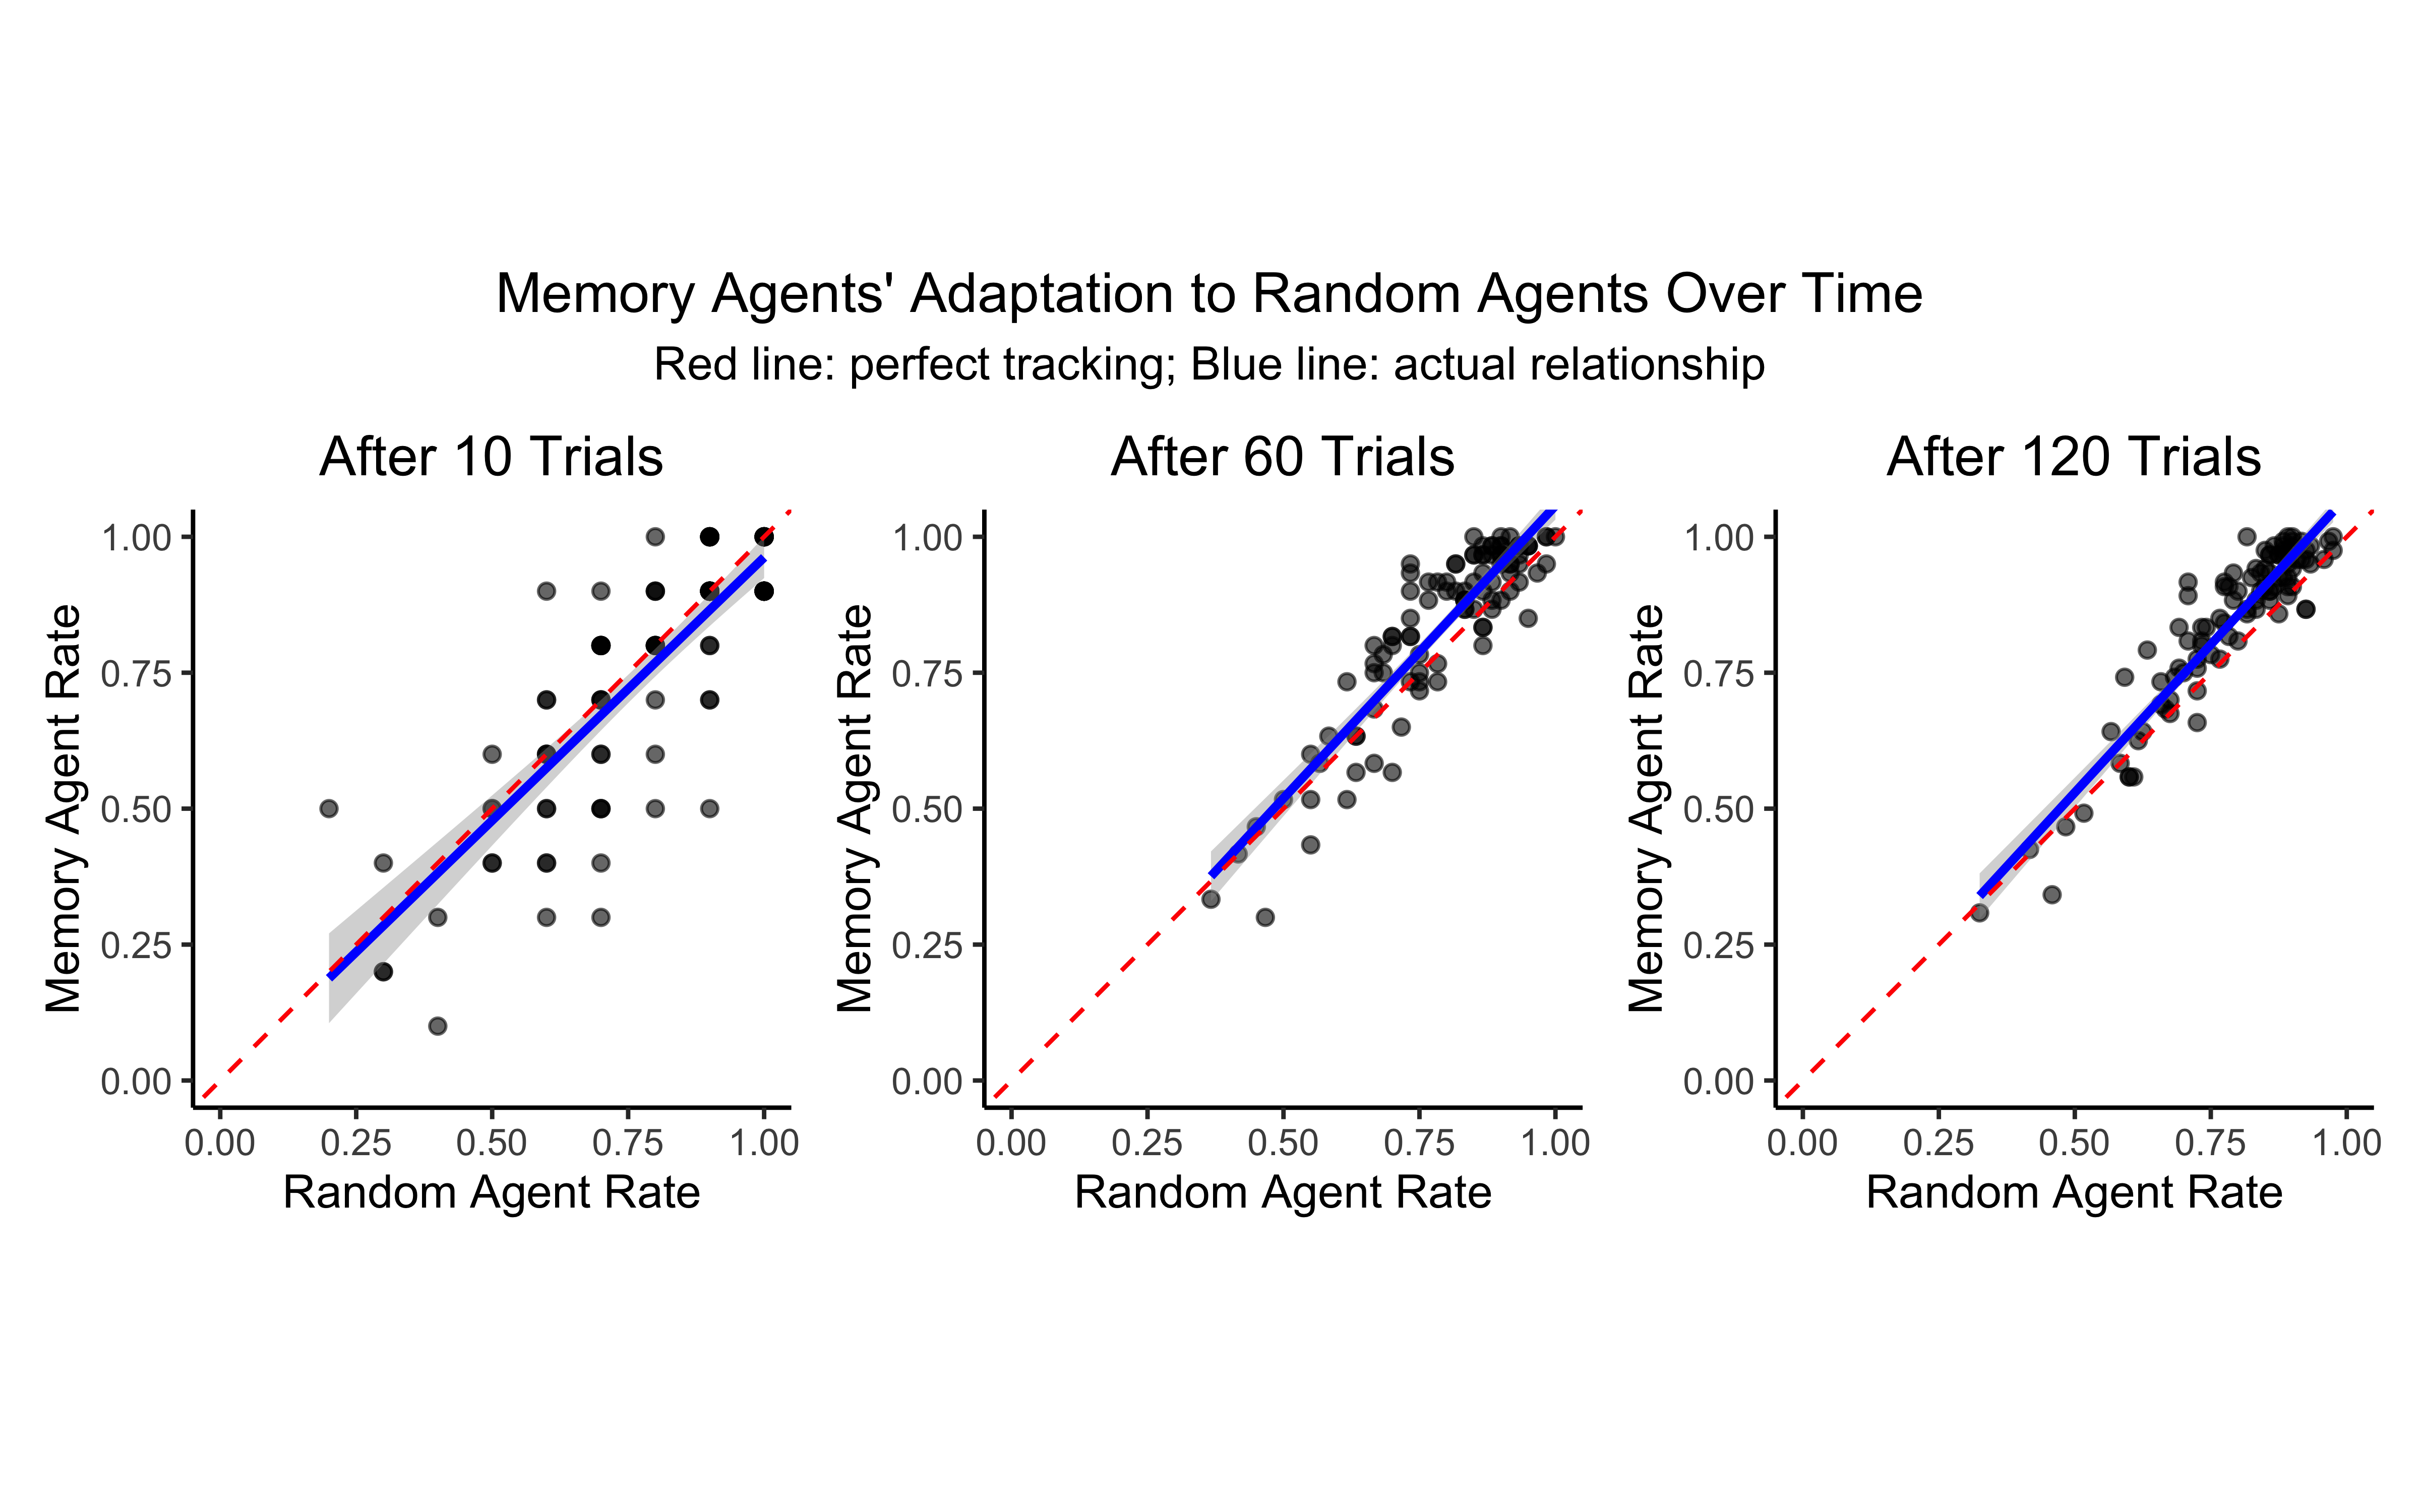 Memory Agents' Adaptation to Random Agents Over Time
Red line: perfect tracking; Blue line: actual relationship
After 10 Trials
Memory Agent Rate
1.00
0.75
0.50
0.25
0.00
0.00 0.25 0.50 0.75 1.00
Random Agent Rate
After 60 Trials
Memory Agent Rate
1.00
0.75
0.50
0.25
0.00
0.00 0.25 0.50 0.75 1.00
Random Agent Rate
After 120 Trials
Memory Agent Rate
1.00
0.75
0.50
0.25
0.00
0.00 0.25 0.50 0.75 1.00
Random Agent Rate